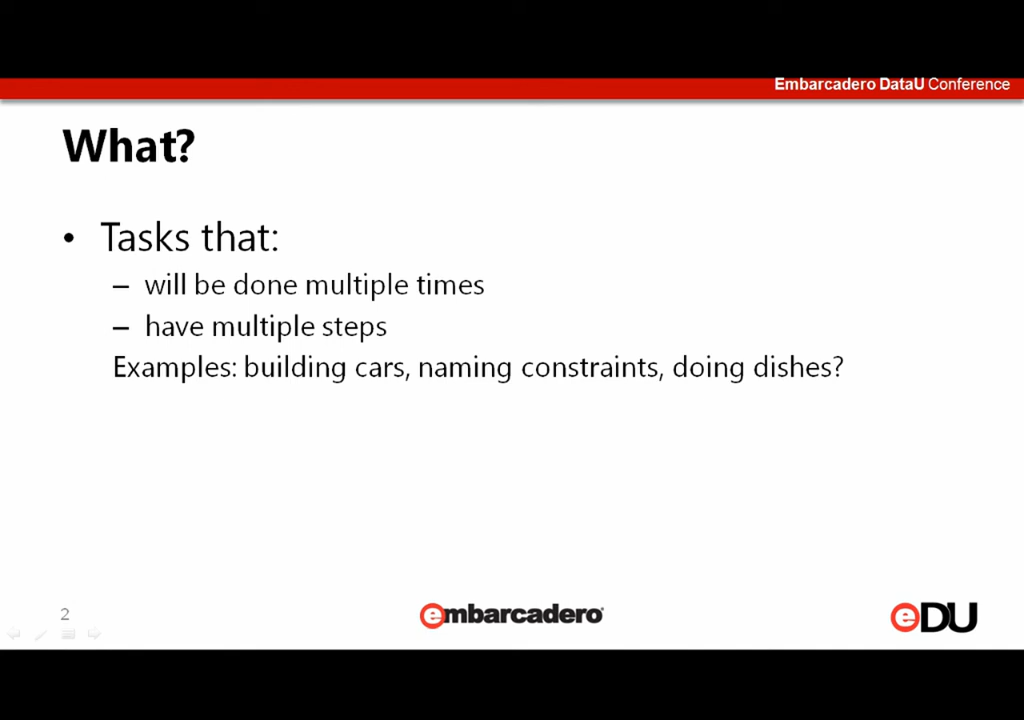 Embarcadero DataU Conference
What?
• Tasks that:
– will be done multiple times
– have multiple steps
Examples: building cars, naming constraints, doing dishes?
2
embarcadero
eDU